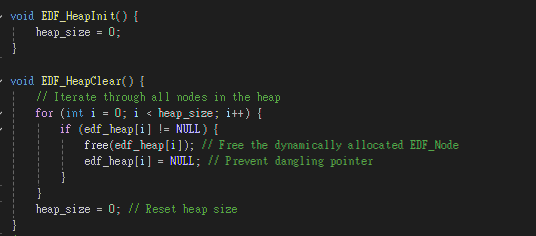 void EDF_HeapInit() {
    heap_size = 0;
}
void EDF_HeapClear() {
    // Iterate through all nodes in the heap
    for (int i = 0; i < heap_size; i++) {
        if (edf_heap[i] != NULL) {
            free(edf_heap[i]); // Free the dynamically allocated EDF_Node
            edf_heap[i] = NULL; // Prevent dangling pointer
        }
    }
    heap_size = 0; // Reset heap size
}